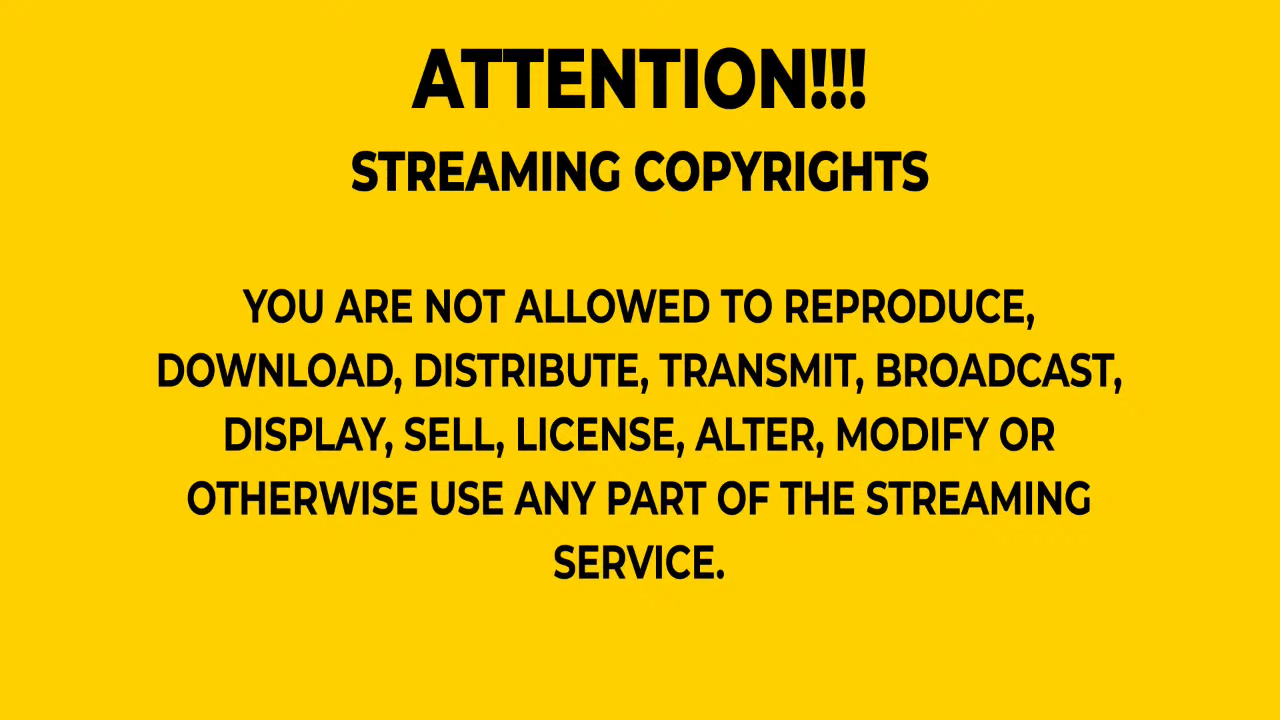 ATTENTION!!!
STREAMING COPYRIGHTS
YOU ARE NOT ALLOWED TO REPRODUCE,
DOWNLOAD, DISTRIBUTE, TRANSMIT, BROADCAST,
DISPLAY, SELL, LICENSE, ALTER, MODIFY OR
OTHERWISE USE ANY PART OF THE STREAMING
SERVICE.